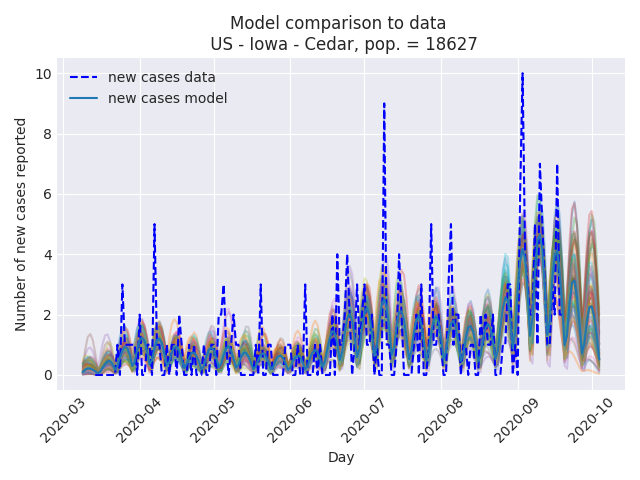 Model comparison to data
US - Iowa - Cedar, pop. = 18627
new cases data
new cases model
Number of new cases reported
10
8
6
4
2
0
2020-03
2020-04
2020-05
2020-06
2020-07
2020-08
2020-09
2020-10
Day